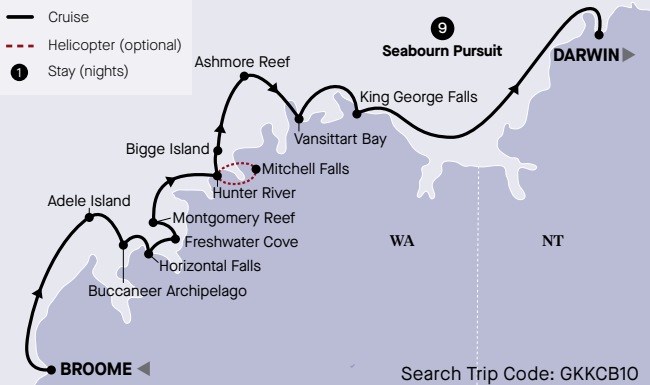 Cruise
Helicopter (optional)
1 Stay (nights)
9
Seabourn Pursuit
DARWIN
Ashmore Reef
King George Falls
Vansittart Bay
Bigge Island
Mitchell Falls
Hunter River
Adele Island
Montgomery Reef
Freshwater Cove
WA
NT
Horizontal Falls
Buccaneer Archipelago
BROOME
Search Trip Code: GKKCB10